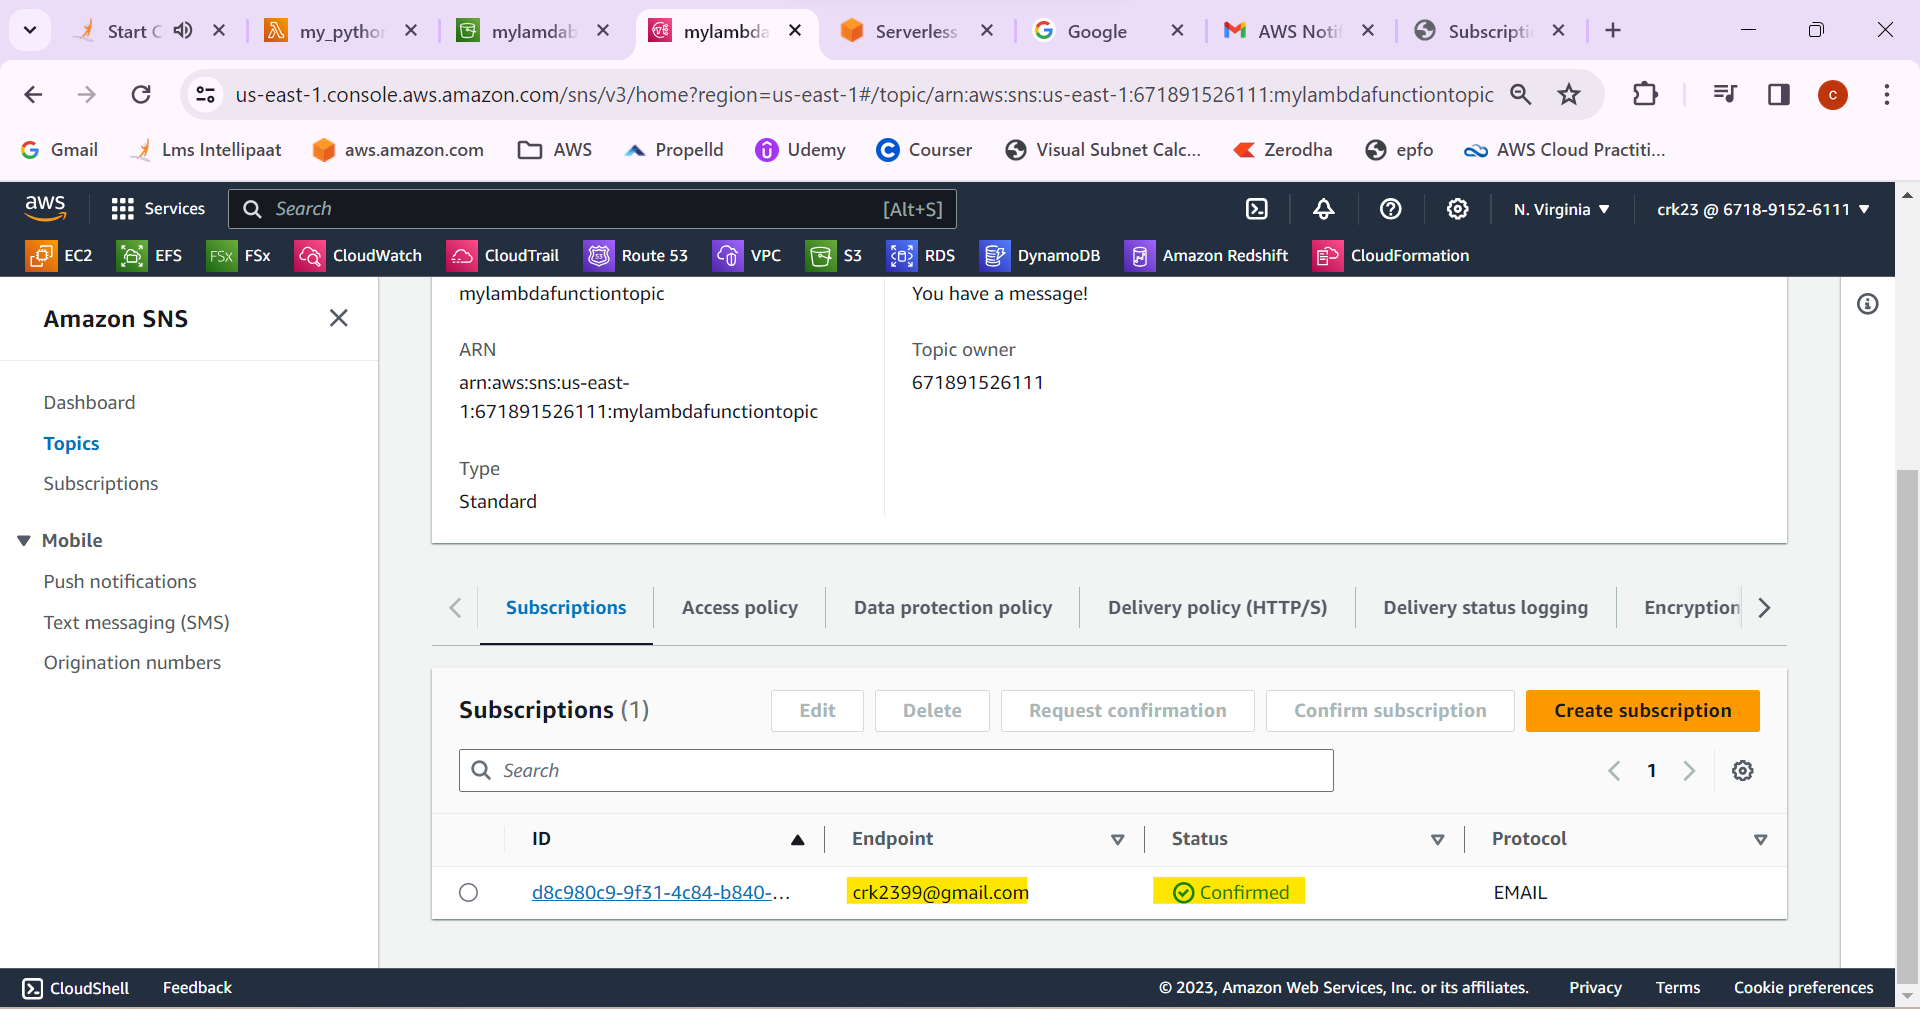 Start C
my_pytho
mylamdab
mylambda
Serverless
Google
AWS Notif
Subscripti
us-east-1.console.aws.amazon.com/sns/v3/home?region=us-east-1#/topic/arn:aws:sns:us-east-1:671891526111:mylambdafunctiontopic
C
Gmail
Lms Intellipaat
aws.amazon.com
AWS
Propelld
Udemy
Courser
Visual Subnet Calc...
Zerodha
epfo
AWS Cloud Practiti...
aws
Services
Search
[Alt+S]
N. Virginia
crk23 @ 6718-9152-6111
EC2
EFS
FSx
FSx
CloudWatch
CloudTrail
53
Route 53
VPC
S3
RDS
DynamoDB
Amazon Redshift
CloudFormation
Amazon SNS
Dashboard
Topics
Subscriptions
Mobile
Push notifications
Text messaging (SMS)
Origination numbers
mylambdafunctiontopic
You have a message!
ARN
arn:aws:sns:us-east-
1:671891526111:mylambdafunctiontopic
Topic owner
671891526111
Type
Standard
Subscriptions
Access policy
Data protection policy
Delivery policy (HTTP/S)
Delivery status logging
Encryption
Subscriptions (1)
Edit
Delete
Request confirmation
Confirm subscription
Create subscription
Search
1
ID
Endpoint
Status
Protocol
d8c980c9-9f31-4c84-b840-...
crk2399@gmail.com
Confirmed
EMAIL
CloudShell
Feedback
© 2023, Amazon Web Services, Inc. or its affiliates.
Privacy
Terms
Cookie preferences